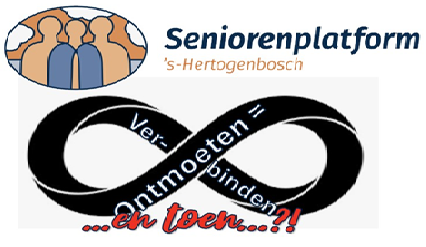 Seniorenplatform
's-Hertogenbosch
Ontmoeten =
Ver-
binden
...en toen...?!